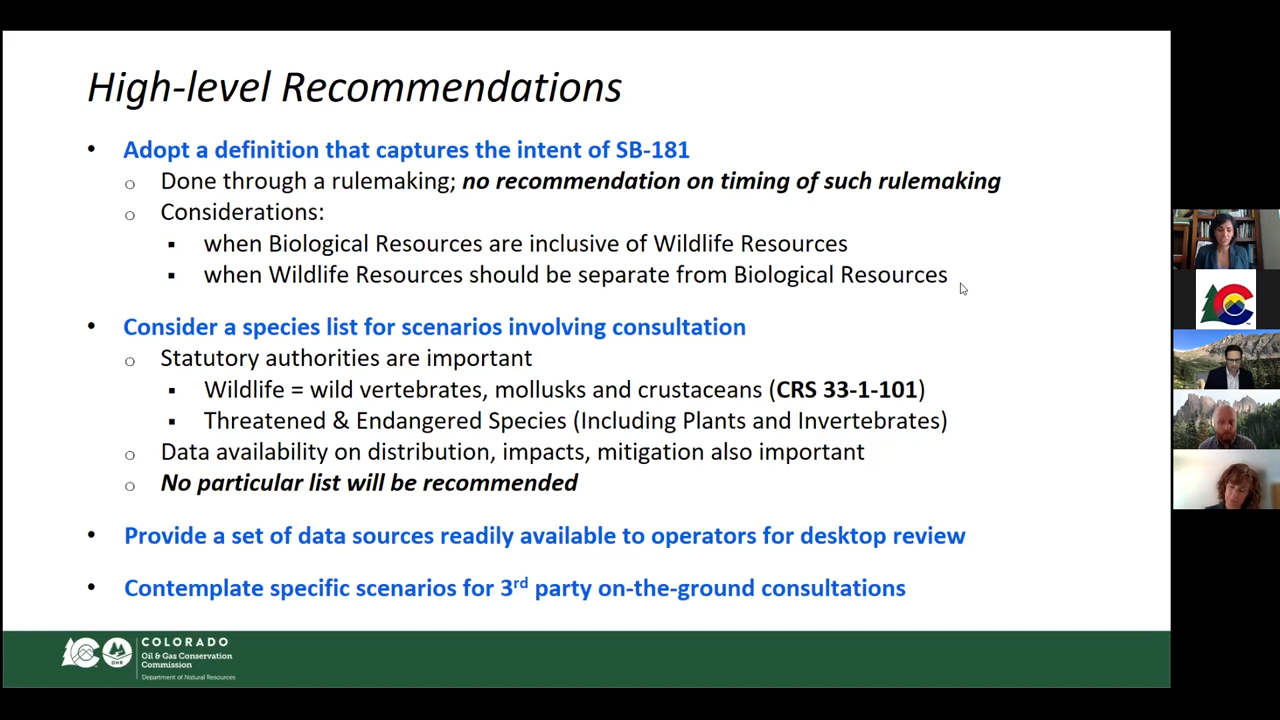 High-level Recommendations
• Adopt a definition that captures the intent of SB-181
o Done through a rulemaking; no recommendation on timing of such rulemaking
o Considerations:
▪ when Biological Resources are inclusive of Wildlife Resources
▪ when Wildlife Resources should be separate from Biological Resources
• Consider a species list for scenarios involving consultation
o Statutory authorities are important
▪ Wildlife = wild vertebrates, mollusks and crustaceans (CRS 33-1-101)
▪ Threatened & Endangered Species (Including Plants and Invertebrates)
o Data availability on distribution, impacts, mitigation also important
o No particular list will be recommended
• Provide a set of data sources readily available to operators for desktop review
• Contemplate specific scenarios for 3rd party on-the-ground consultations
COLORADO
Oil & Gas Conservation
Commission
Department of Natural Resources
DNR